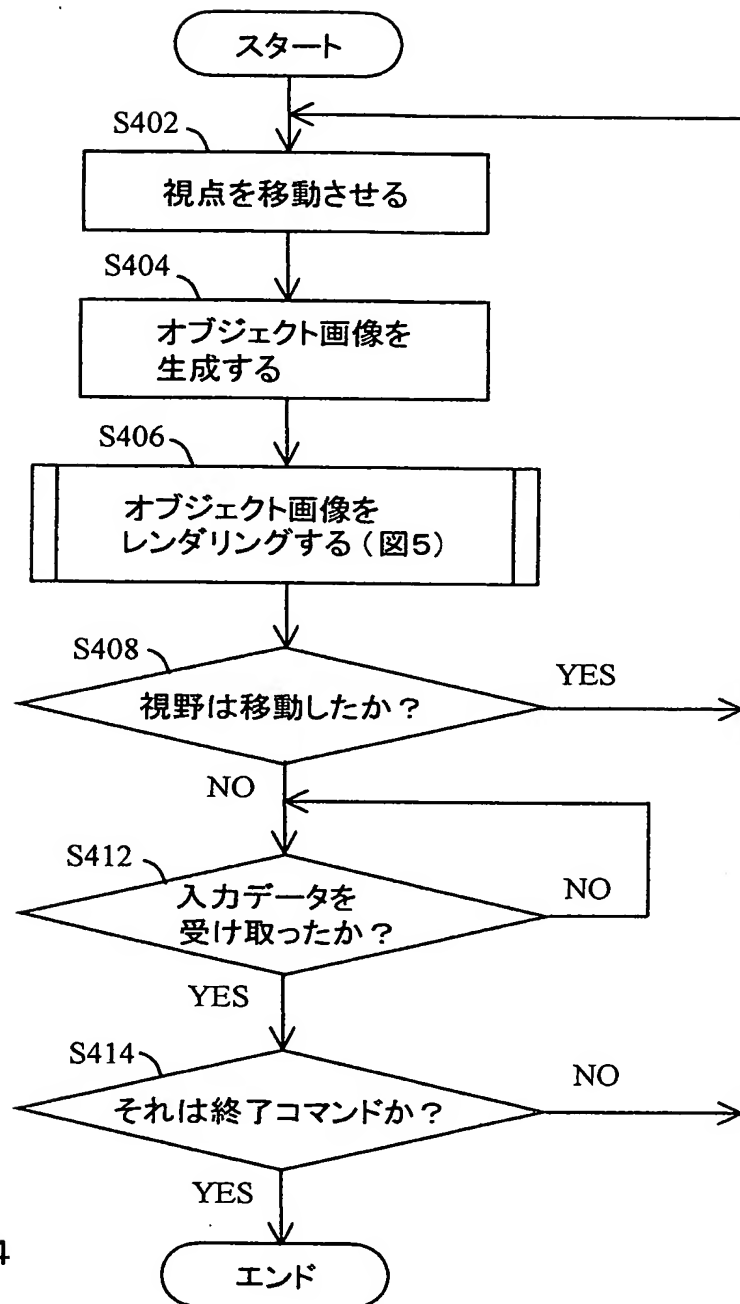 スタート
S402
視点を移動させる
S404
オブジェクト画像を
生成する
S406
オブジェクト画像を
レンダリングする（図5）
S408
視野は移動したか？
YES
NO
S412
入力データを
受け取ったか？
NO
YES
S414
それは終了コマンドか？
NO
YES
エンド
4